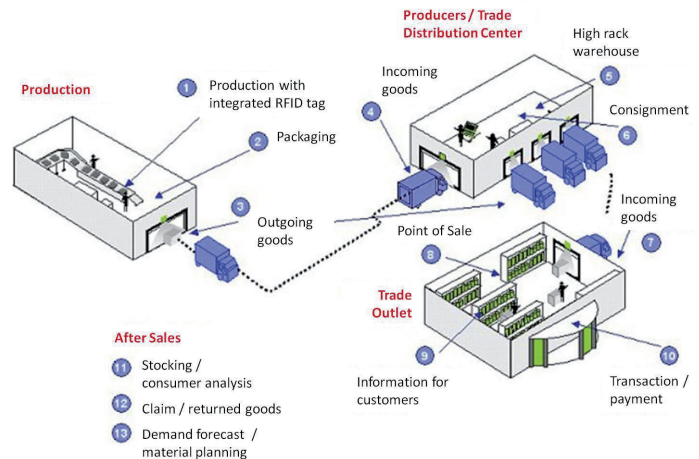 Production
1
Production with
integrated RFID tag
2
Packaging
3
Outgoing
goods
Producers / Trade
Distribution Center
Incoming
goods
4
High rack
warehouse
5
Consignment
6
Incoming
goods
7
Point of Sale
8
Trade
Outlet
9
Information for
customers
10
Transaction /
payment
After Sales
11
Stocking /
consumer analysis
12
Claim / returned goods
13
Demand forecast /
material planning